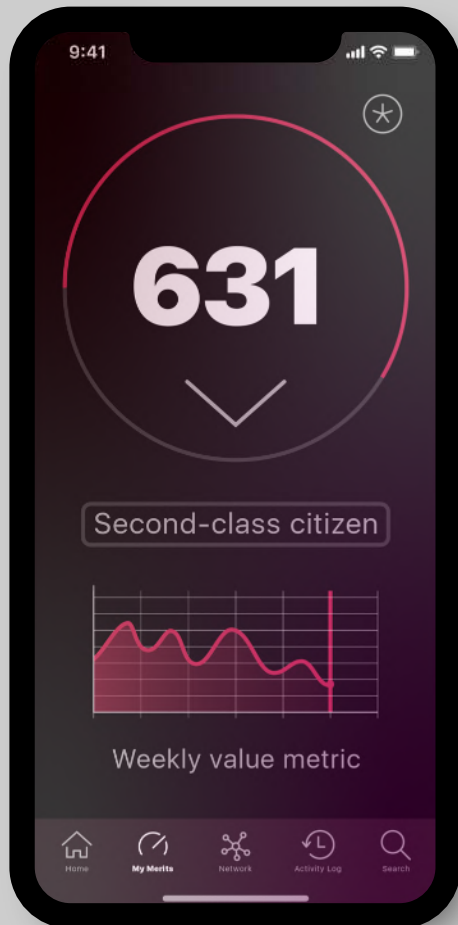 9:41
631
Second-class citizen
Weekly value metric
Home My Merits Network Activity Log Search